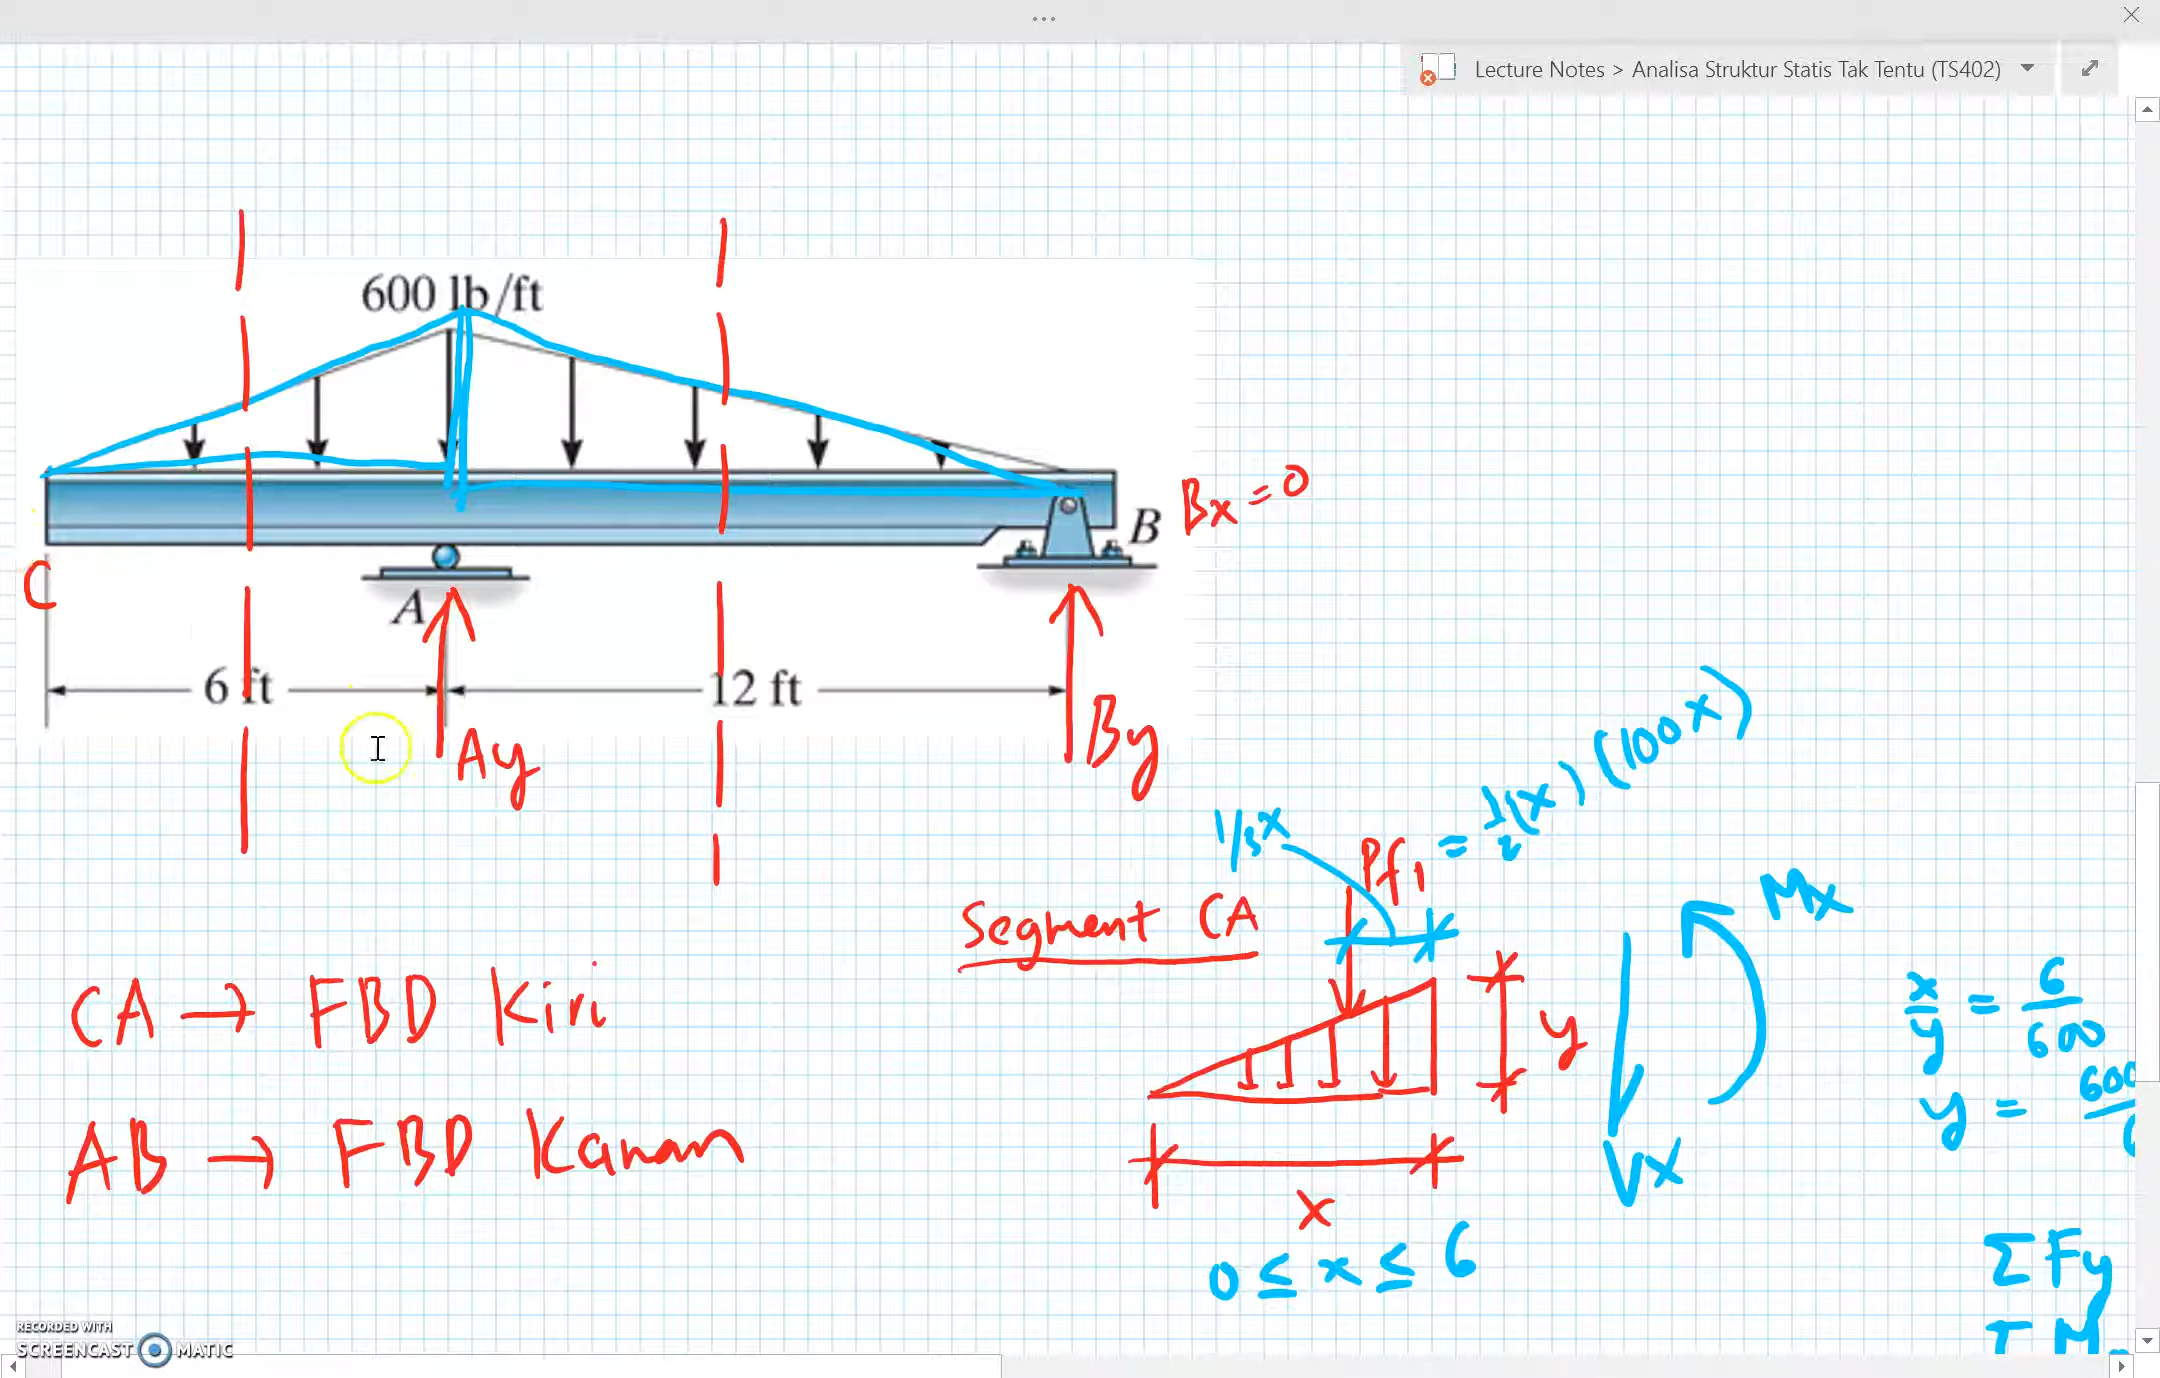 Lecture Notes > Analisa Struktur Statis Tak Tentu (TS402)
600 lb/ft
B
Bx = 0
C
A
6 ft
12 ft
Ay
By
1/3x
Pf1 = 1/2 (x) (100x)
Segment CA
Mx
y
x/y = 6/600
y = 600
Vx
x
0 ≤ x ≤ 6
CA → FBD Kiri
AB → FBD Kanan
ΣFy
RECORDED WITH
SCREENCAST MATIC